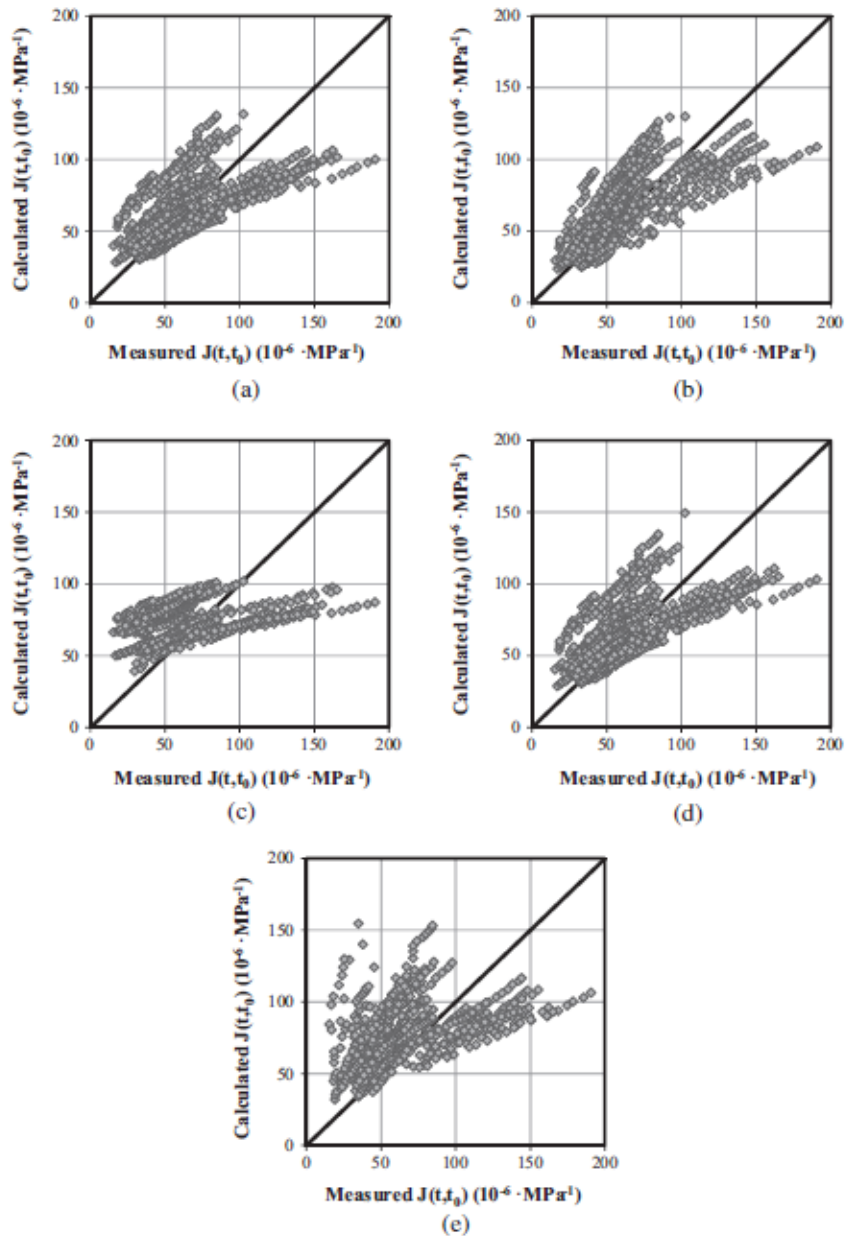 200
150
100
50
0
0 50 100 150 200
Calculated J(t,t0) (10⁻⁶ ·MPa⁻¹)
Measured J(t,t0) (10⁻⁶ ·MPa⁻¹)
(a)
200
150
100
50
0
0 50 100 150 200
Calculated J(t,t0) (10⁻⁶ ·MPa⁻¹)
Measured J(t,t0) (10⁻⁶ ·MPa⁻¹)
(b)
200
150
100
50
0
0 50 100 150 200
Calculated J(t,t0) (10⁻⁶ ·MPa⁻¹)
Measured J(t,t0) (10⁻⁶ ·MPa⁻¹)
(c)
200
150
100
50
0
0 50 100 150 200
Calculated J(t,t0) (10⁻⁶ ·MPa⁻¹)
Measured J(t,t0) (10⁻⁶ ·MPa⁻¹)
(d)
200
150
100
50
0
0 50 100 150 200
Calculated J(t,t0) (10⁻⁶ ·MPa⁻¹)
Measured J(t,t0) (10⁻⁶ ·MPa⁻¹)
(e)